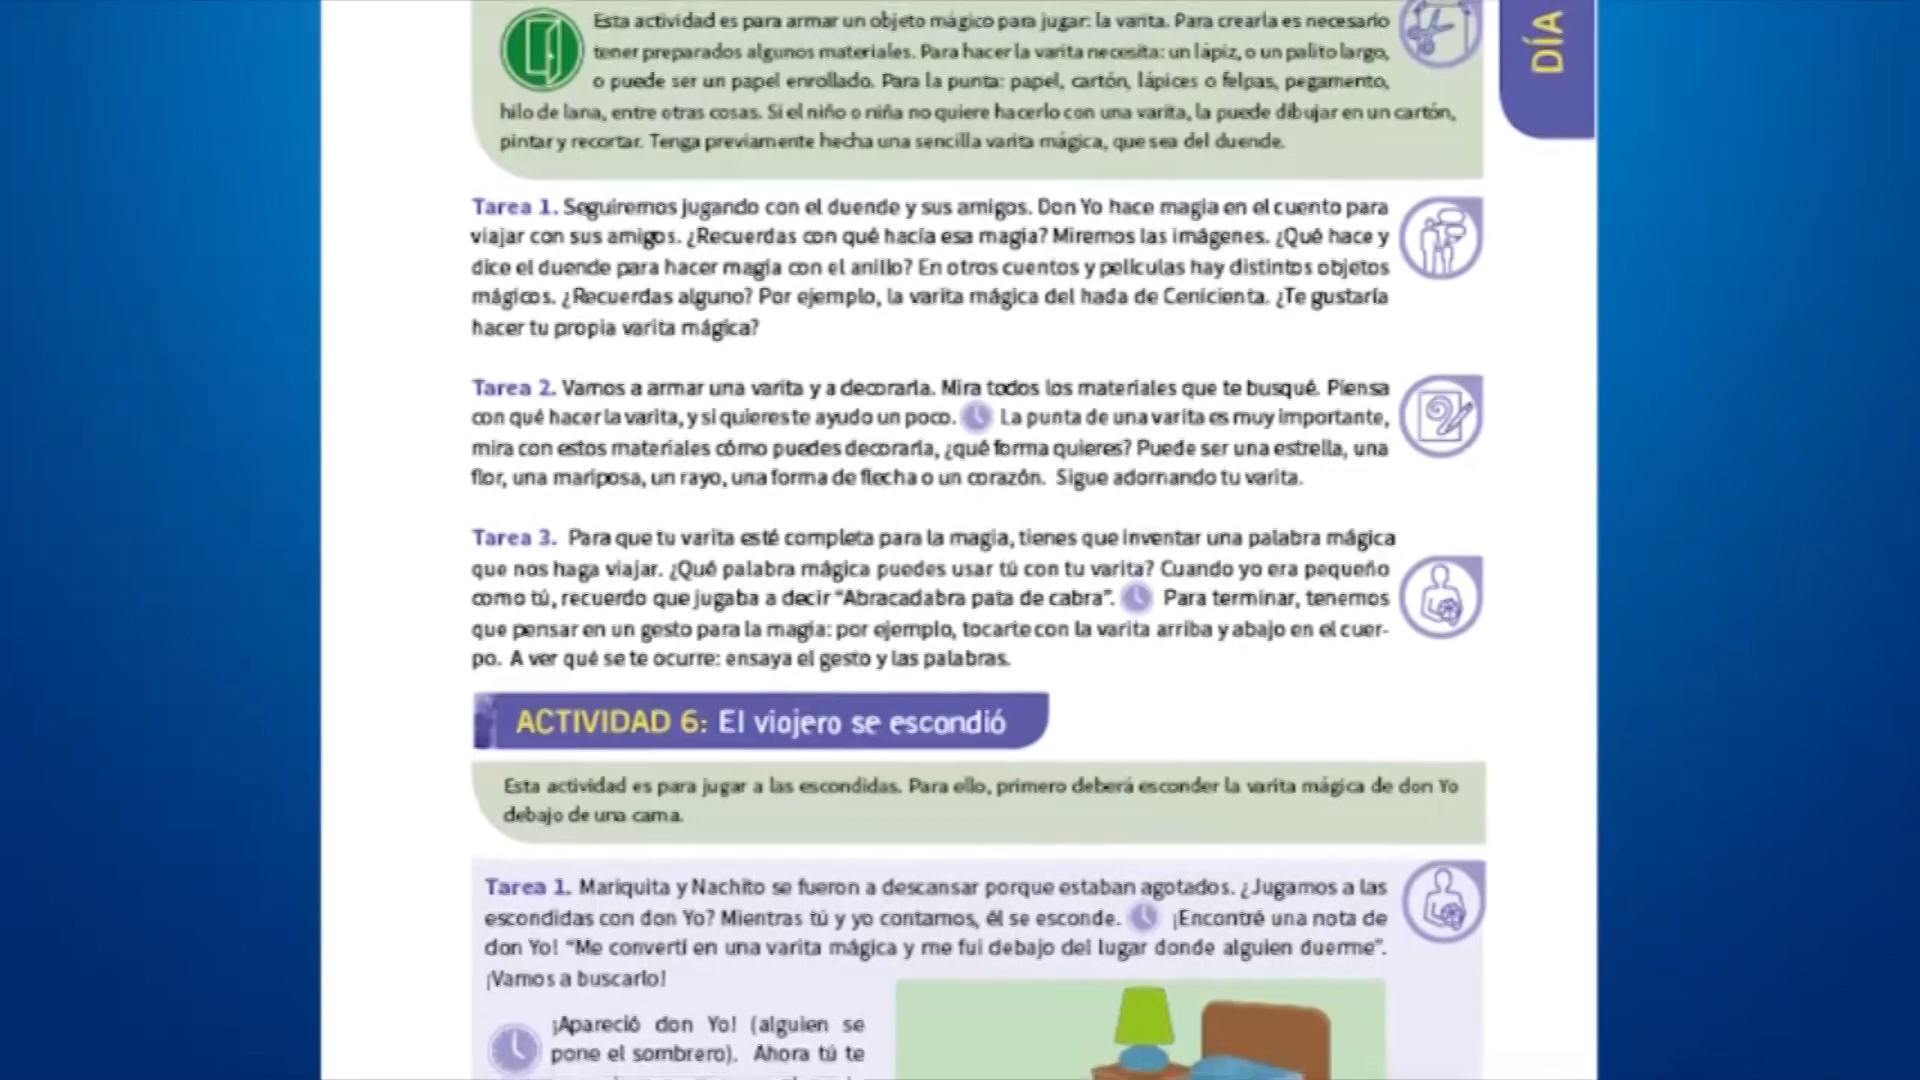 DÍA
Esta actividad es para armar un objeto mágico para jugar: la varita. Para crearla es necesario
tener preparados algunos materiales. Para hacer la varita necesita: un lápiz, o un palito largo,
o puede ser un papel enrollado. Para la punta: papel, cartón, lápices o felpas, pegamento,
hilo de lana, entre otras cosas. Si el niño o niña no quiere hacerlo con una varita, la puede dibujar en un cartón,
pintar y recortar. Tenga previamente hecha una sencilla varita mágica, que sea del duende.
Tarea 1. Seguiremos jugando con el duende y sus amigos. Don Yo hace magia en el cuento para
viajar con sus amigos. ¿Recuerdas con qué hacía esa magia? Miremos las imágenes. ¿Qué hace y
dice el duende para hacer magia con el anillo? En otros cuentos y películas hay distintos objetos
mágicos. ¿Recuerdas alguno? Por ejemplo, la varita mágica del hada de Cenicienta. ¿Te gustaría
hacer tu propia varita mágica?
Tarea 2. Vamos a armar una varita y a decorarla. Mira todos los materiales que te busqué. Piensa
con qué hacer la varita, y si quieres te ayudo un poco. La punta de una varita es muy importante,
mira con estos materiales cómo puedes decorarla, ¿qué forma quieres? Puede ser una estrella, una
flor, una mariposa, un rayo, una forma de flecha o un corazón. Sigue adornando tu varita.
Tarea 3. Para que tu varita esté completa para la magia, tienes que inventar una palabra mágica
que nos haga viajar. ¿Qué palabra mágica puedes usar tú con tu varita? Cuando yo era pequeño
como tú, recuerdo que jugaba a decir “Abracadabra pata de cabra”. Para terminar, tenemos
que pensar en un gesto para la magia: por ejemplo, tocarte con la varita arriba y abajo en el cuer-
po. A ver qué se te ocurre: ensaya el gesto y las palabras.
ACTIVIDAD 6: El viajero se escondió
Esta actividad es para jugar a las escondidas. Para ello, primero deberá esconder la varita mágica de don Yo
debajo de una cama.
Tarea 1. Mariquita y Nachito se fueron a descansar porque estaban agotados. ¿Jugamos a las
escondidas con don Yo? Mientras tú y yo contamos, él se esconde. ¡Encontré una nota de
don Yo! “Me convertí en una varita mágica y me fui debajo del lugar donde alguien duerme”.
¡Vamos a buscarlo!
¡Apareció don Yo! (alguien se
pone el sombrero). Ahora tú te